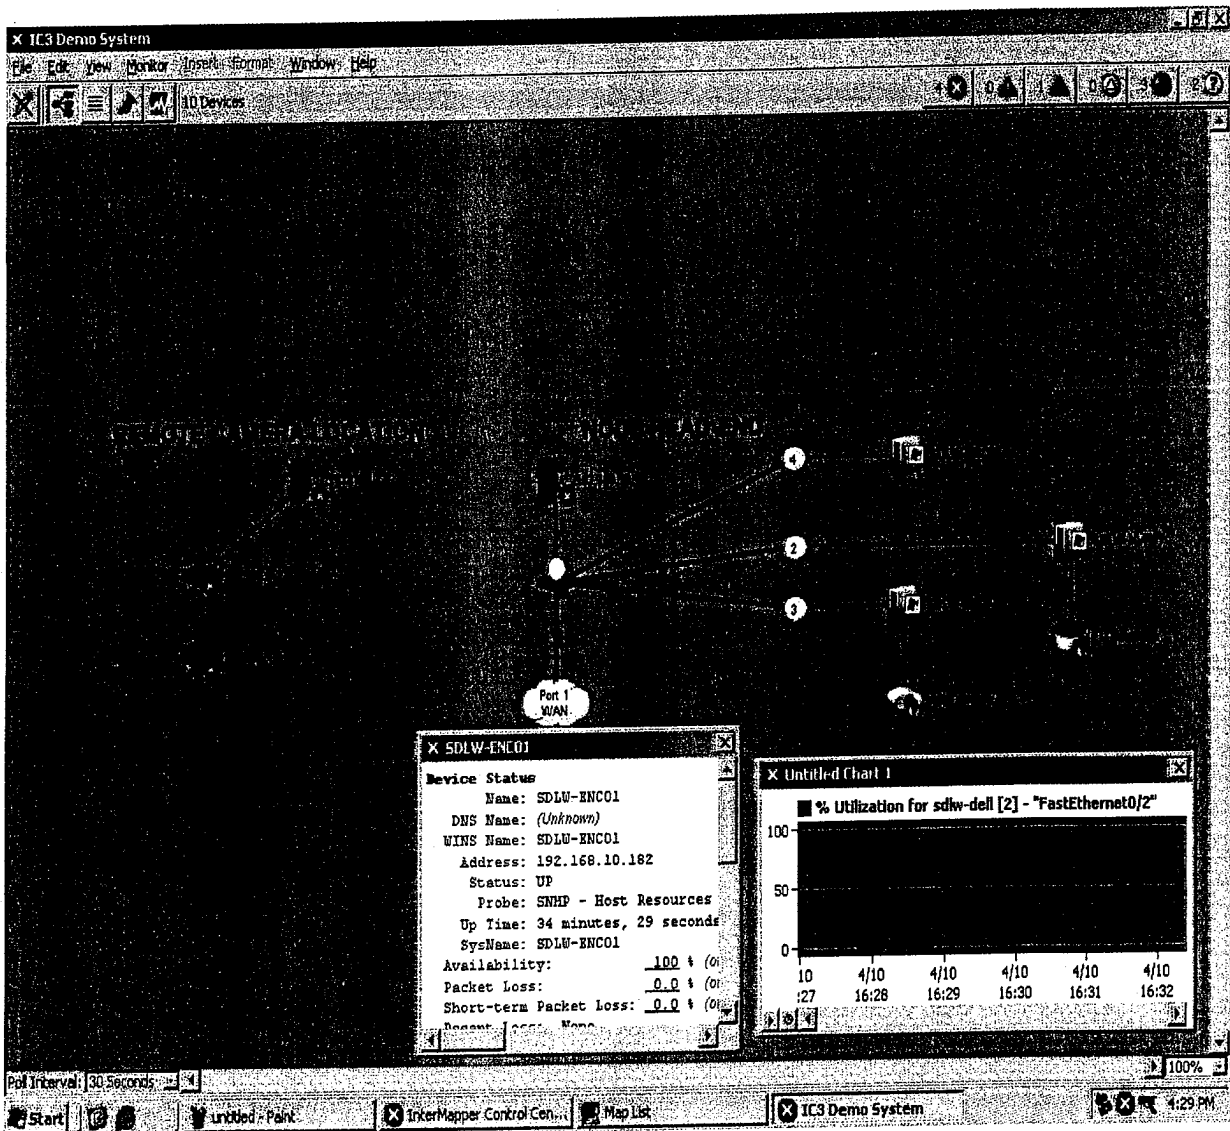 IC3 Demo System
File Edit View Monitor Insert Format Window Help
10 Devices
4
2
3
Port 1
WAN
SDLW-ENC01
Device Status
Name: SDLW-ENC01
DNS Name: (Unknown)
WINS Name: SDLW-ENC01
Address: 192.168.10.182
Status: UP
Probe: SNMP - Host Resources
Up Time: 34 minutes, 29 seconds
SysName: SDLW-ENC01
Availability: 100 %
Packet Loss: 0.0 %
Short-term Packet Loss: 0.0 %
Recent Loss: None
Untitled Chart 1
% Utilization for sdlw-dell [2] - "FastEthernet0/2"
100
50
0
10 4/10 4/10 4/10 4/10 4/10
:27 16:28 16:29 16:30 16:31 16:32
Poll Interval: 30 Seconds
100%
Start untitled - Paint InterMapper Control Cen... Map List IC3 Demo System 4:29 PM